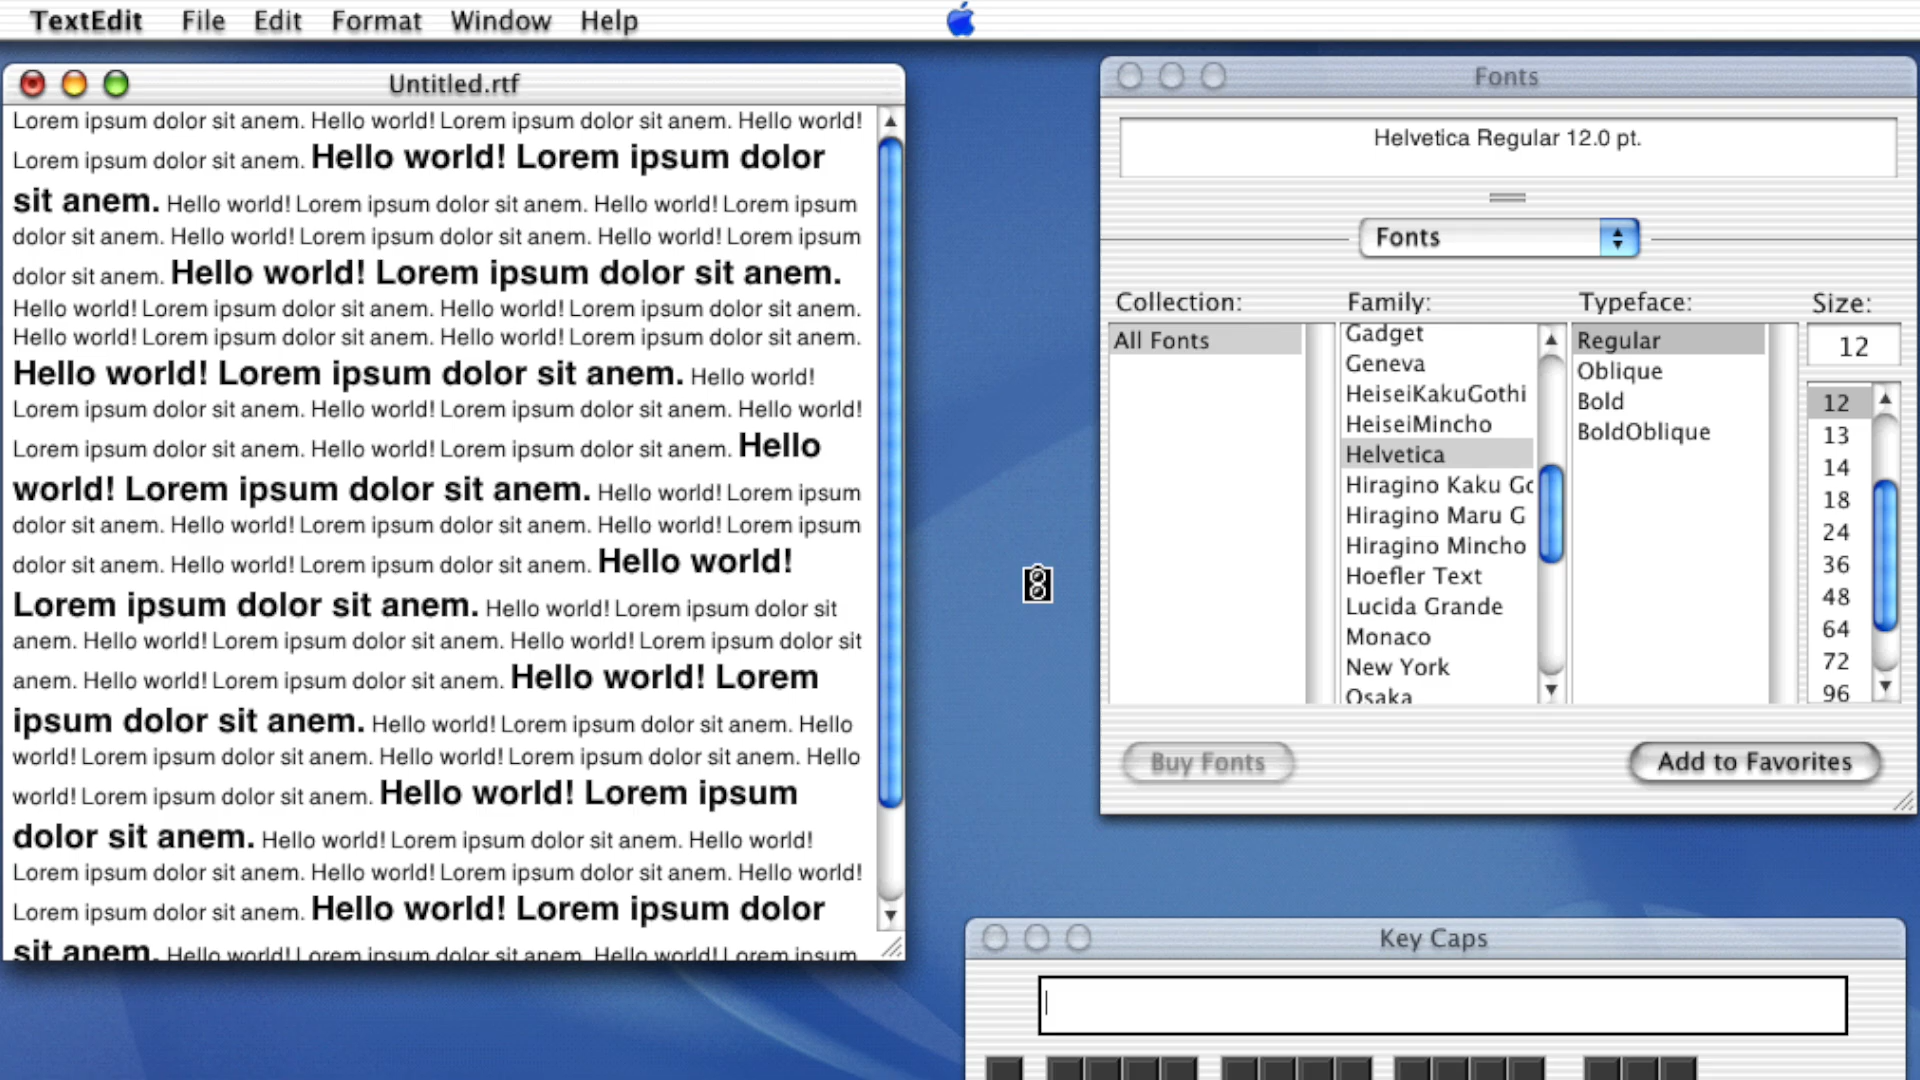 TextEdit File Edit Format Window Help
Untitled.rtf
Lorem ipsum dolor sit anem. Hello world! Lorem ipsum dolor sit anem. Hello world!
Lorem ipsum dolor sit anem. Hello world! Lorem ipsum dolor
sit anem. Hello world! Lorem ipsum dolor sit anem. Hello world! Lorem ipsum
dolor sit anem. Hello world! Lorem ipsum dolor sit anem. Hello world! Lorem ipsum
dolor sit anem. Hello world! Lorem ipsum dolor sit anem.
Hello world! Lorem ipsum dolor sit anem. Hello world! Lorem ipsum dolor sit anem.
Hello world! Lorem ipsum dolor sit anem. Hello world! Lorem ipsum dolor sit anem.
Hello world! Lorem ipsum dolor sit anem. Hello world!
Lorem ipsum dolor sit anem. Hello world! Lorem ipsum dolor sit anem. Hello world!
Lorem ipsum dolor sit anem. Hello world! Lorem ipsum dolor sit anem. Hello
world! Lorem ipsum dolor sit anem. Hello world! Lorem ipsum
dolor sit anem. Hello world! Lorem ipsum dolor sit anem. Hello world! Lorem ipsum
dolor sit anem. Hello world! Lorem ipsum dolor sit anem. Hello world!
Lorem ipsum dolor sit anem. Hello world! Lorem ipsum dolor sit
anem. Hello world! Lorem ipsum dolor sit anem. Hello world! Lorem ipsum dolor sit
anem. Hello world! Lorem ipsum dolor sit anem. Hello world! Lorem
ipsum dolor sit anem. Hello world! Lorem ipsum dolor sit anem. Hello
world! Lorem ipsum dolor sit anem. Hello world! Lorem ipsum dolor sit anem. Hello
world! Lorem ipsum dolor sit anem. Hello world! Lorem ipsum
dolor sit anem. Hello world! Lorem ipsum dolor sit anem. Hello world!
Lorem ipsum dolor sit anem. Hello world! Lorem ipsum dolor sit anem. Hello world!
Lorem ipsum dolor sit anem. Hello world! Lorem ipsum dolor
sit anem. Hello world! Lorem ipsum dolor sit anem. Hello world! Lorem ipsum
Fonts
Helvetica Regular 12.0 pt.
Fonts
Collection:
All Fonts
Family:
Gadget
Geneva
HeiseiKakuGothi
HeiseiMincho
Helvetica
Hiragino Kaku Go
Hiragino Maru G
Hiragino Mincho
Hoefler Text
Lucida Grande
Monaco
New York
Osaka
Typeface:
Regular
Oblique
Bold
BoldOblique
Size:
12
12
13
14
18
24
36
48
64
72
96
Buy Fonts
Add to Favorites
Key Caps